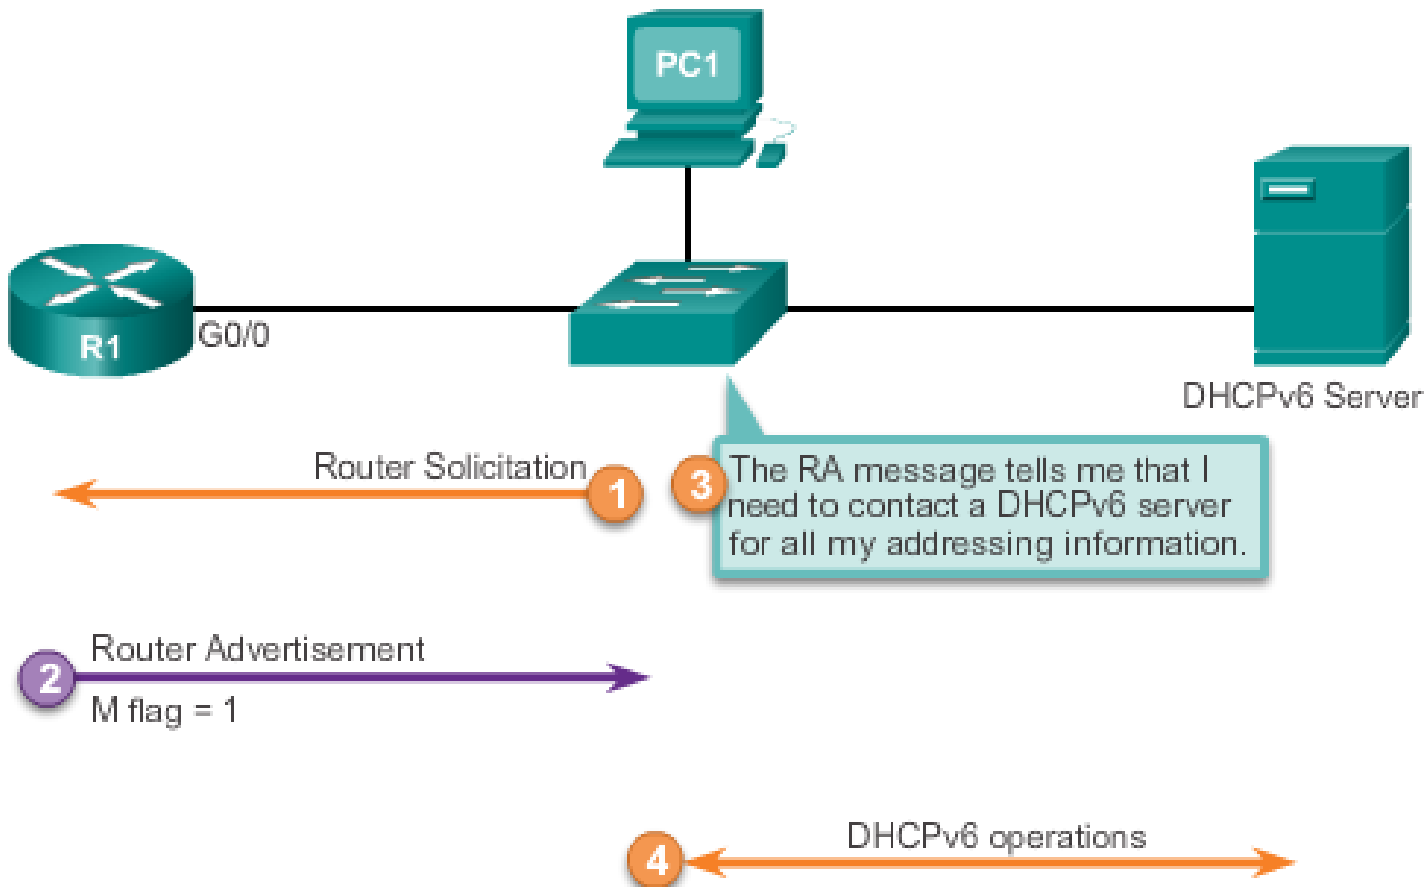 PC1
R1
G0/0
DHCPv6 Server
Router Solicitation
1
3
The RA message tells me that I
need to contact a DHCPv6 server
for all my addressing information.
2
Router Advertisement
M flag = 1
4
DHCPv6 operations